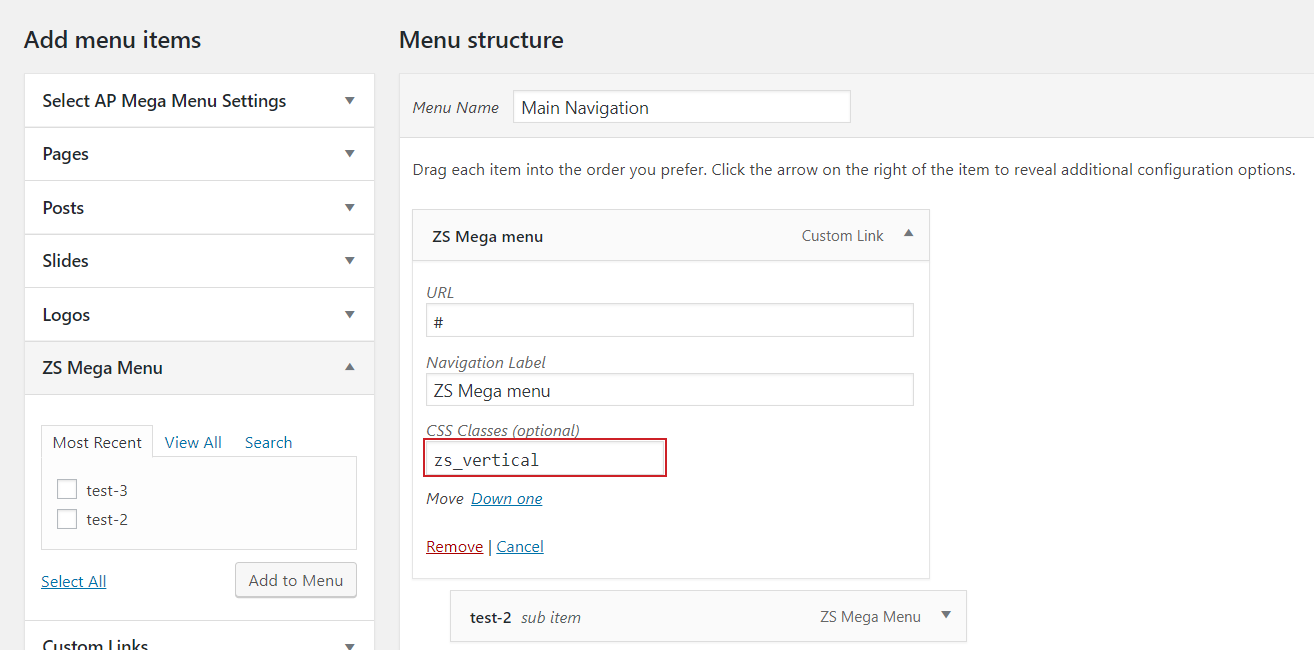 Add menu items
Select AP Mega Menu Settings
Pages
Posts
Slides
Logos
ZS Mega Menu
Most Recent View All Search
test-3
test-2
Select All Add to Menu
Custom Links
Menu structure
Menu Name Main Navigation
Drag each item into the order you prefer. Click the arrow on the right of the item to reveal additional configuration options.
ZS Mega menu Custom Link
URL
#
Navigation Label
ZS Mega menu
CSS Classes (optional)
zs_vertical
Move Down one
Remove | Cancel
test-2 sub item ZS Mega Menu